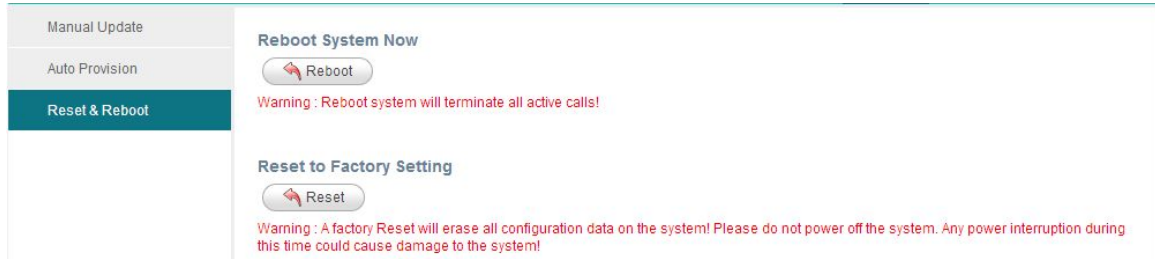 Manual Update
Auto Provision
Reset & Reboot
Reboot System Now
Reboot
Warning : Reboot system will terminate all active calls!
Reset to Factory Setting
Reset
Warning : A factory Reset will erase all configuration data on the system! Please do not power off the system. Any power interruption during
this time could cause damage to the system!